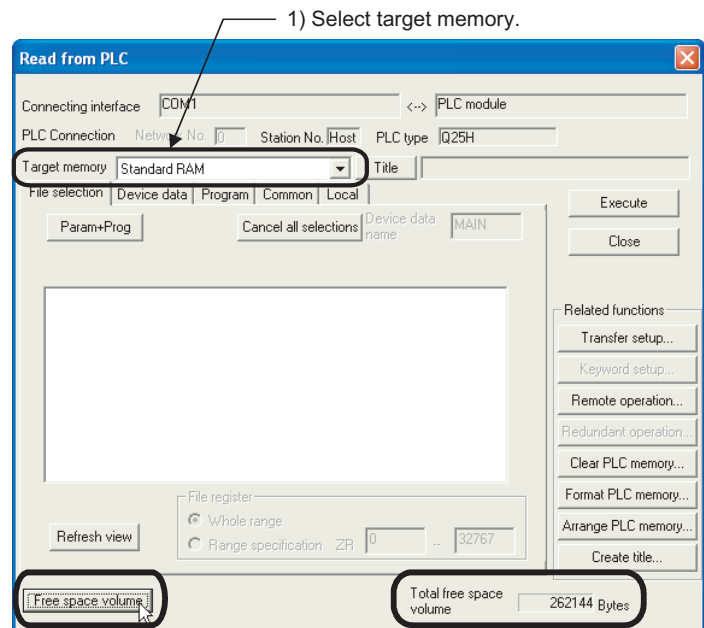 1) Select target memory.
Read from PLC
Connecting interface COM1 <--> PLC module
PLC Connection Network No. 0 Station No. Host PLC type Q25H
Target memory Standard RAM Title
File selection Device data Program Common Local
Execute
Param+Prog Cancel all selections Device data name MAIN
Close
Related functions
Transfer setup...
Keyword setup...
Remote operation...
Redundant operation...
Clear PLC memory...
Format PLC memory...
Arrange PLC memory...
Create title...
File register
Whole range
Refresh view
Range specification ZR 0 .. 32767
Free space volume
Total free space volume 262144 Bytes